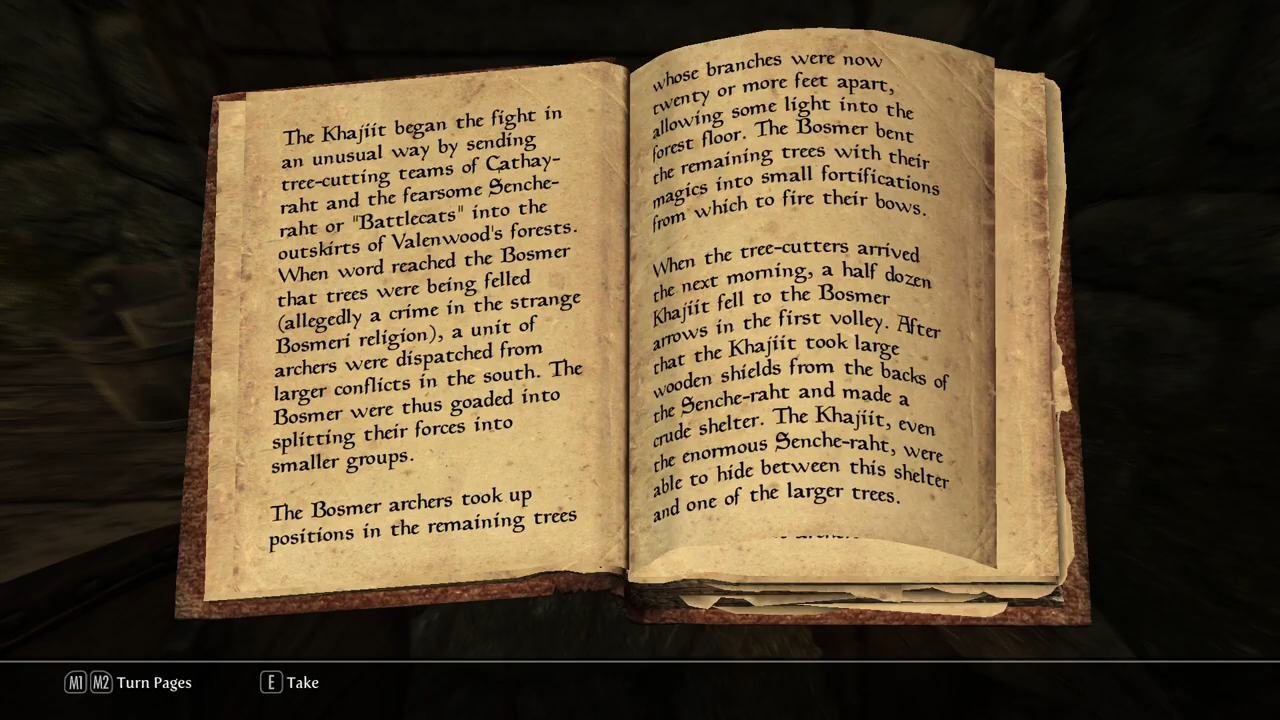 The Khajiit began the fight in
an unusual way by sending
tree-cutting teams of Cathay-
raht and the fearsome Senche-
raht or "Battlecats" into the
outskirts of Valenwood's forests.
When word reached the Bosmer
that trees were being felled
(allegedly a crime in the strange
Bosmeri religion), a unit of
archers were dispatched from
larger conflicts in the south. The
Bosmer were thus goaded into
splitting their forces into
smaller groups.
The Bosmer archers took up
positions in the remaining trees
whose branches were now
twenty or more feet apart,
allowing some light into the
forest floor. The Bosmer bent
the remaining trees with their
magics into small fortifications
from which to fire their bows.
When the tree-cutters arrived
the next morning, a half dozen
Khajiit fell to the Bosmer
arrows in the first volley. After
that the Khajiit took large
wooden shields from the backs of
the Senche-raht and made a
crude shelter. The Khajiit, even
the enormous Senche-raht, were
able to hide between this shelter
and one of the larger trees.
M1 M2 Turn Pages
E Take